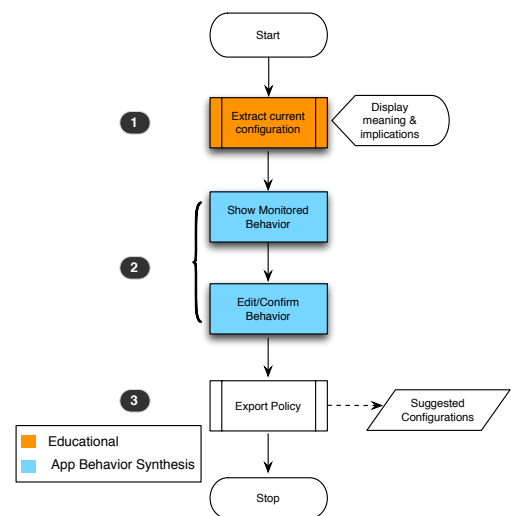 Start
1
Extract current
configuration
Display
meaning &
implications
Show Monitored
Behavior
2
Edit/Confirm
Behavior
3
Export Policy
Suggested
Configurations
Educational
App Behavior Synthesis
Stop